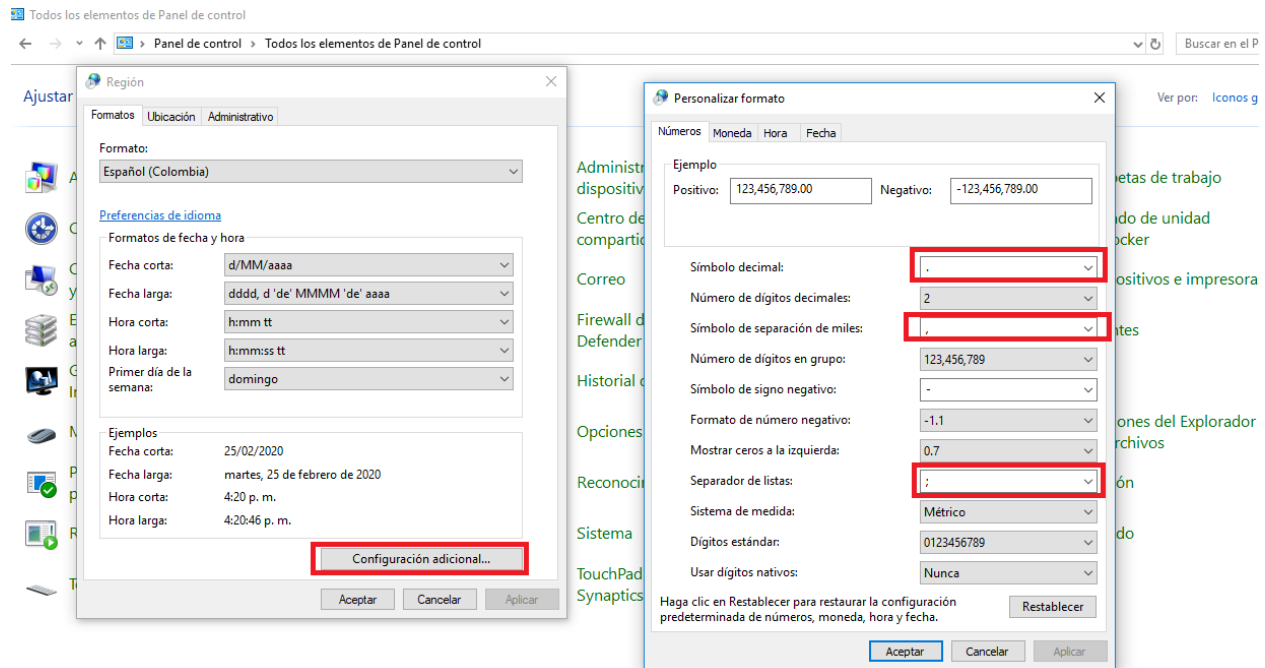 Todos los elementos de Panel de control
Panel de control > Todos los elementos de Panel de control
Buscar en el P
Ajustar
Ver por: Iconos g
Región
Formatos Ubicación Administrativo
Formato:
Español (Colombia)
Preferencias de idioma
Formatos de fecha y hora
Fecha corta: d/MM/aaaa
Fecha larga: dddd, d 'de' MMMM 'de' aaaa
Hora corta: h:mm tt
Hora larga: h:mm:ss tt
Primer día de la
semana: domingo
Ejemplos
Fecha corta: 25/02/2020
Fecha larga: martes, 25 de febrero de 2020
Hora corta: 4:20 p. m.
Hora larga: 4:20:46 p. m.
Configuración adicional...
Aceptar Cancelar Aplicar
Administr
dispositiv
Centro de
compartic
Correo
Firewall d
Defender
Historial
Opciones
Reconocin
Sistema
TouchPad
Synaptics
Personalizar formato
Números Moneda Hora Fecha
Ejemplo
Positivo: 123,456,789.00 Negativo: -123,456,789.00
Símbolo decimal: .
Número de dígitos decimales: 2
Símbolo de separación de miles: ,
Número de dígitos en grupo: 123,456,789
Símbolo de signo negativo: -
Formato de número negativo: -1.1
Mostrar ceros a la izquierda: 0.7
Separador de listas: ;
Sistema de medida: Métrico
Dígitos estándar: 0123456789
Usar dígitos nativos: Nunca
Haga clic en Restablecer para restaurar la configuración
predeterminada de números, moneda, hora y fecha.
Restablecer
Aceptar Cancelar Aplicar
petas de trabajo
do de unidad
ocker
ositivos e impresora
ntes
ones del Explorador
rchivos
ón
do